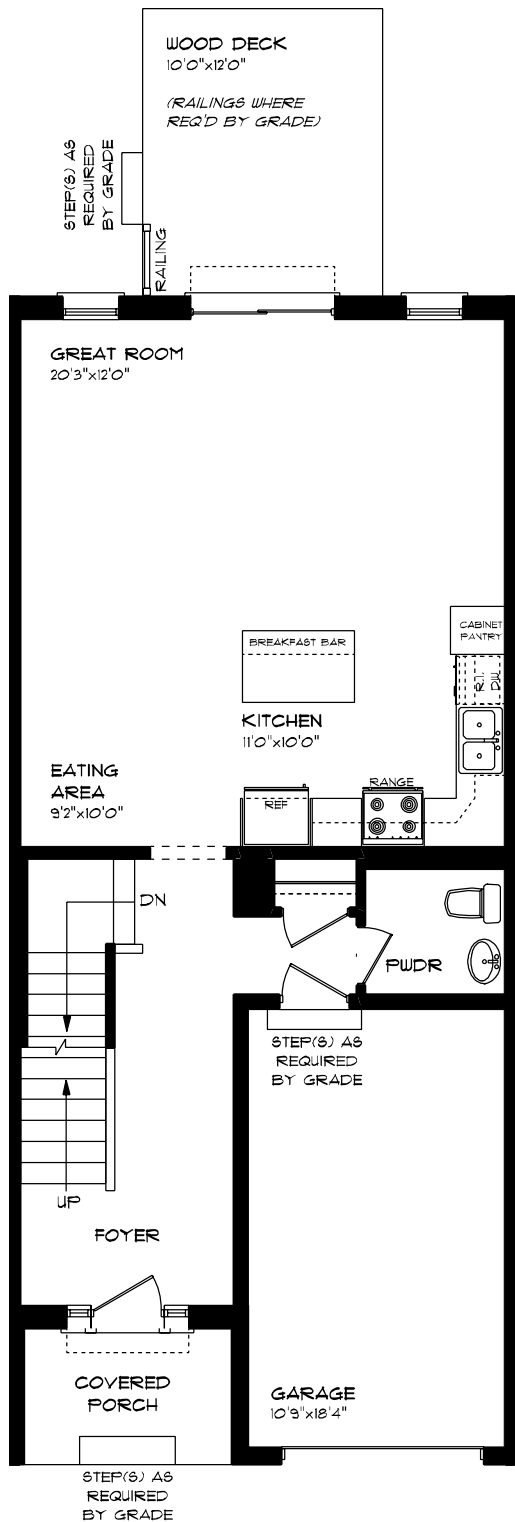 WOOD DECK
10'0"x12'0"
(RAILINGS WHERE
REQ'D BY GRADE)
STEP(S) AS
REQUIRED
BY GRADE
RAILING
GREAT ROOM
20'3"x12'0"
CABINET
PANTRY
BREAKFAST BAR
R.I.
DW
KITCHEN
11'0"x10'0"
EATING
AREA
9'2"x10'0"
RANGE
REF
DN
PWDR
STEP(S) AS
REQUIRED
BY GRADE
UP
FOYER
COVERED
PORCH
GARAGE
10'9"x18'4"
STEP(S) AS
REQUIRED
BY GRADE